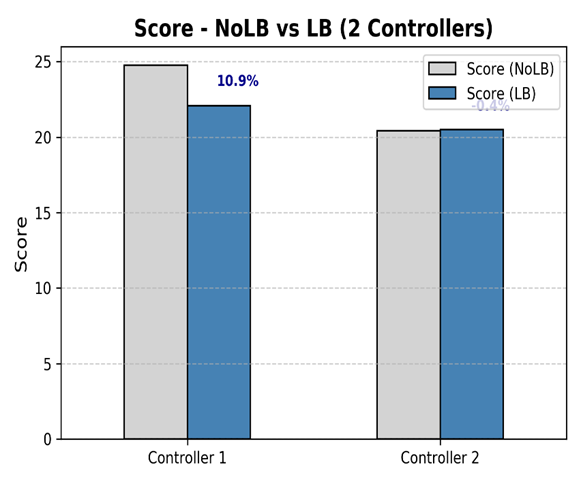 Score - NoLB vs LB (2 Controllers)
25
20
15
10
5
0
Score
10.9%
Score (NoLB)
Score (LB)
-0.4%
Controller 1
Controller 2